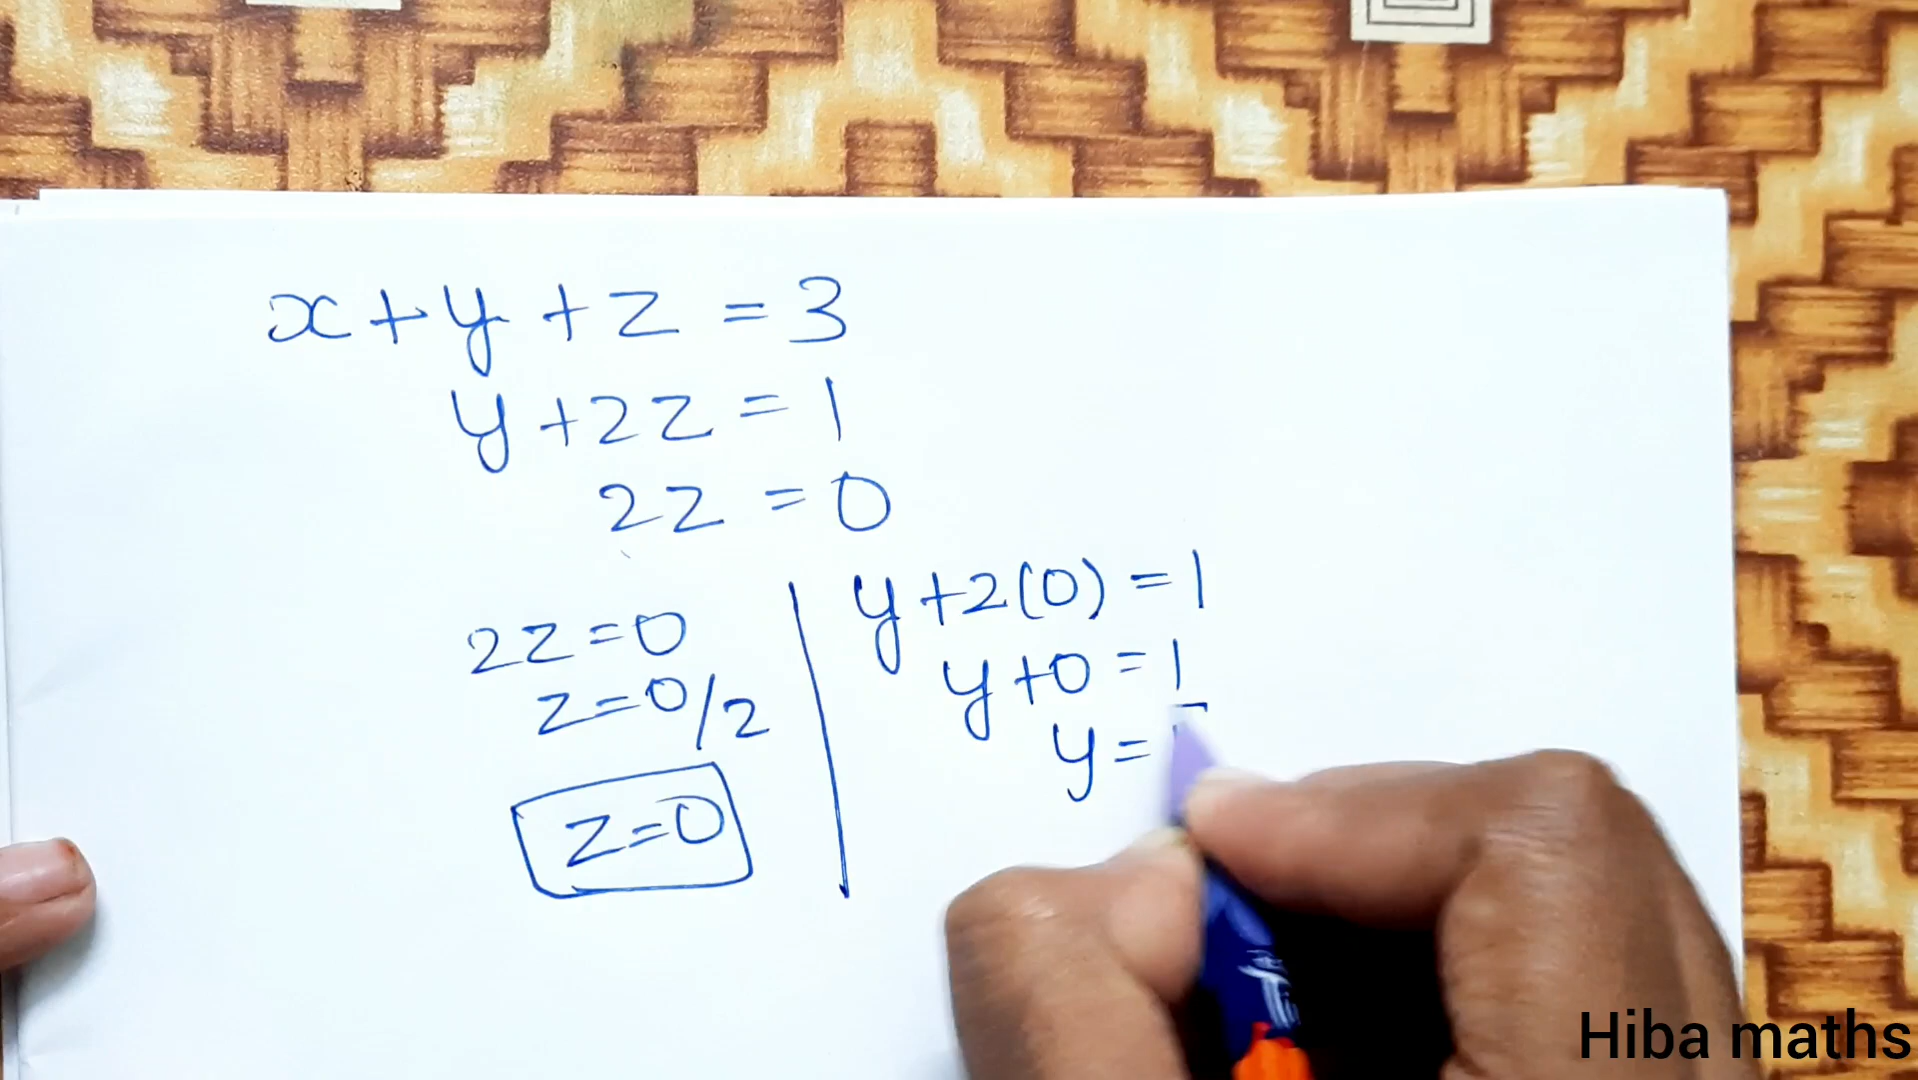 x+y+z=3
y+2z=1
2z=0
2z=0
z=0/2
z=0
y+2(0)=1
y+0=1
y=
Hiba maths